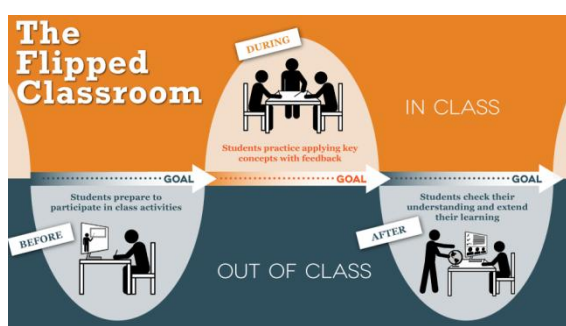 The
Flipped
Classroom
DURING
IN CLASS
Students practice applying key
concepts with feedback
GOAL
GOAL
GOAL
Students prepare to
participate in class activities
BEFORE
OUT OF CLASS
Students check their
understanding and extend
their learning
AFTER